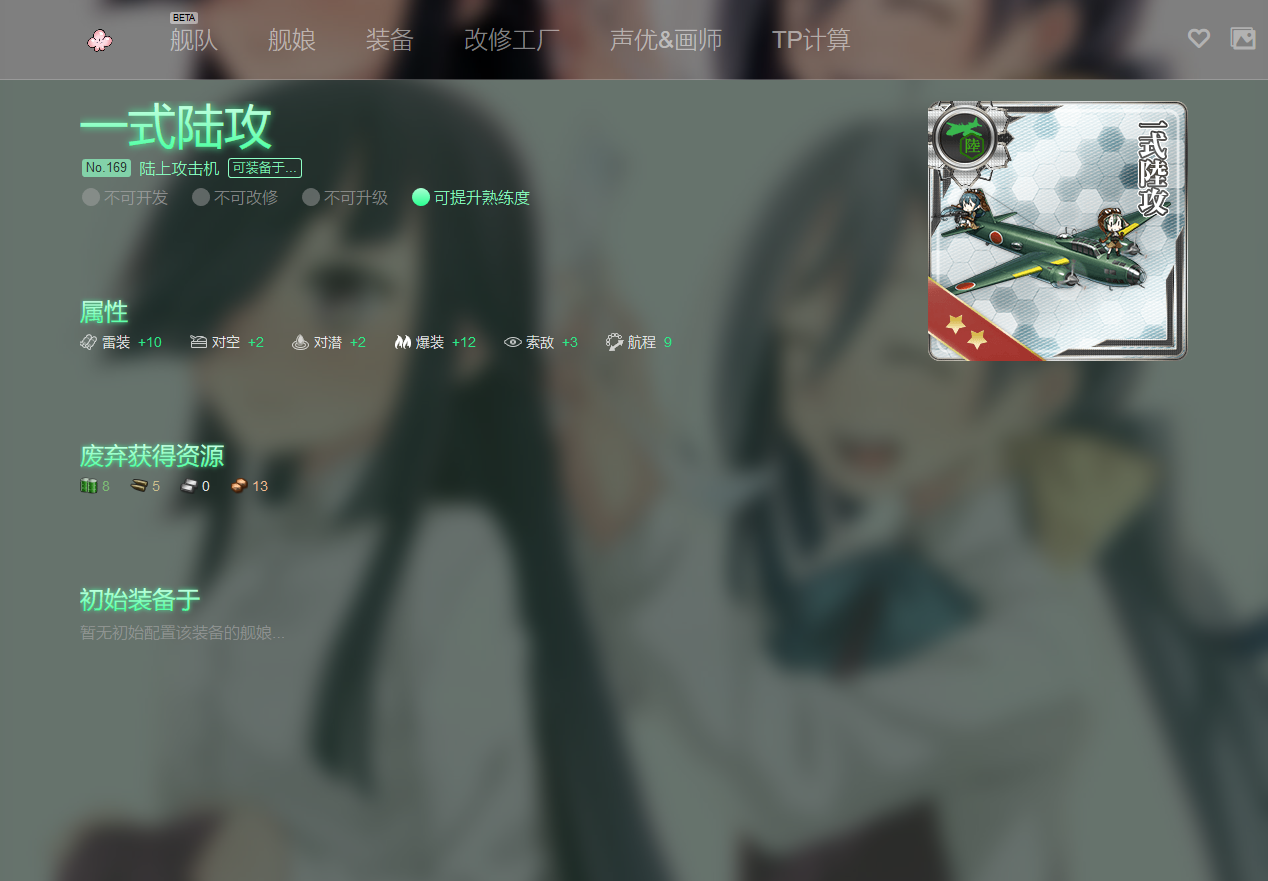 BETA
舰队 舰娘 装备 改修工厂 声优&画师 TP计算
一式陆攻
No.169 陆上攻击机 可装备于...
不可开发 不可改修 不可升级 可提升熟练度
陸
一式陸攻
属性
雷装 +10 对空 +2 对潜 +2 爆装 +12 索敌 +3 航程 9
废弃获得资源
8 5 0 13
初始装备于
暂无初始配置该装备的舰娘...